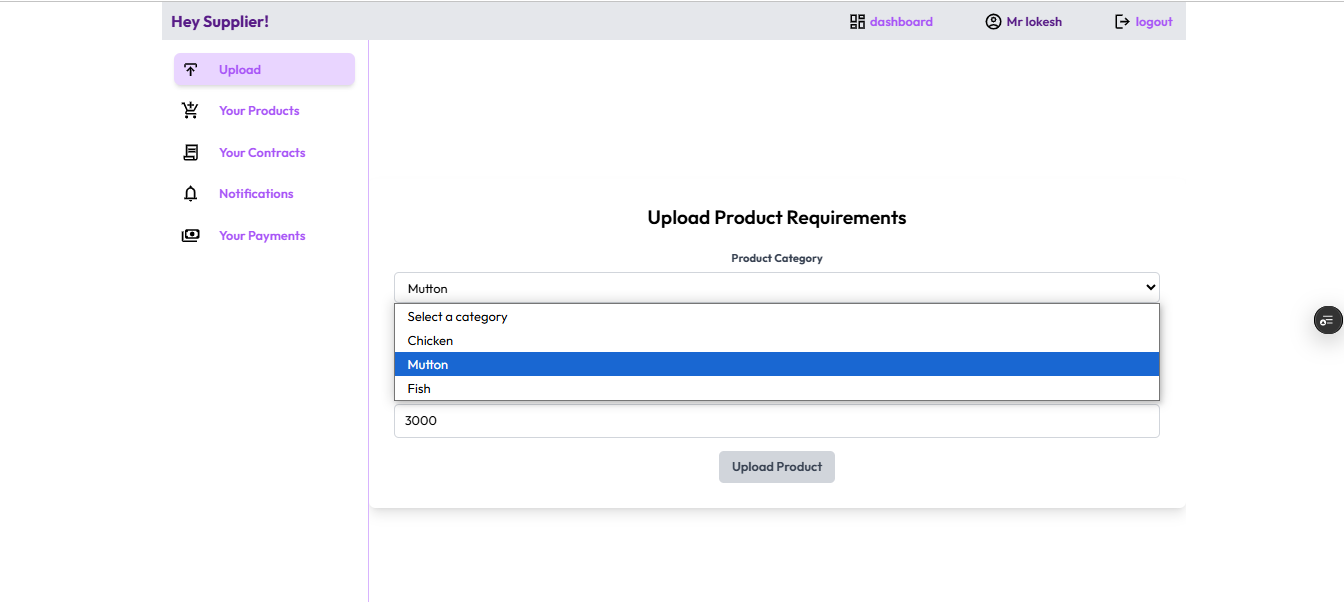 Hey Supplier!
dashboard
Mr lokesh
logout
Upload
Your Products
Your Contracts
Notifications
Your Payments
Upload Product Requirements
Product Category
Mutton
Select a category
Chicken
Mutton
Fish
3000
Upload Product